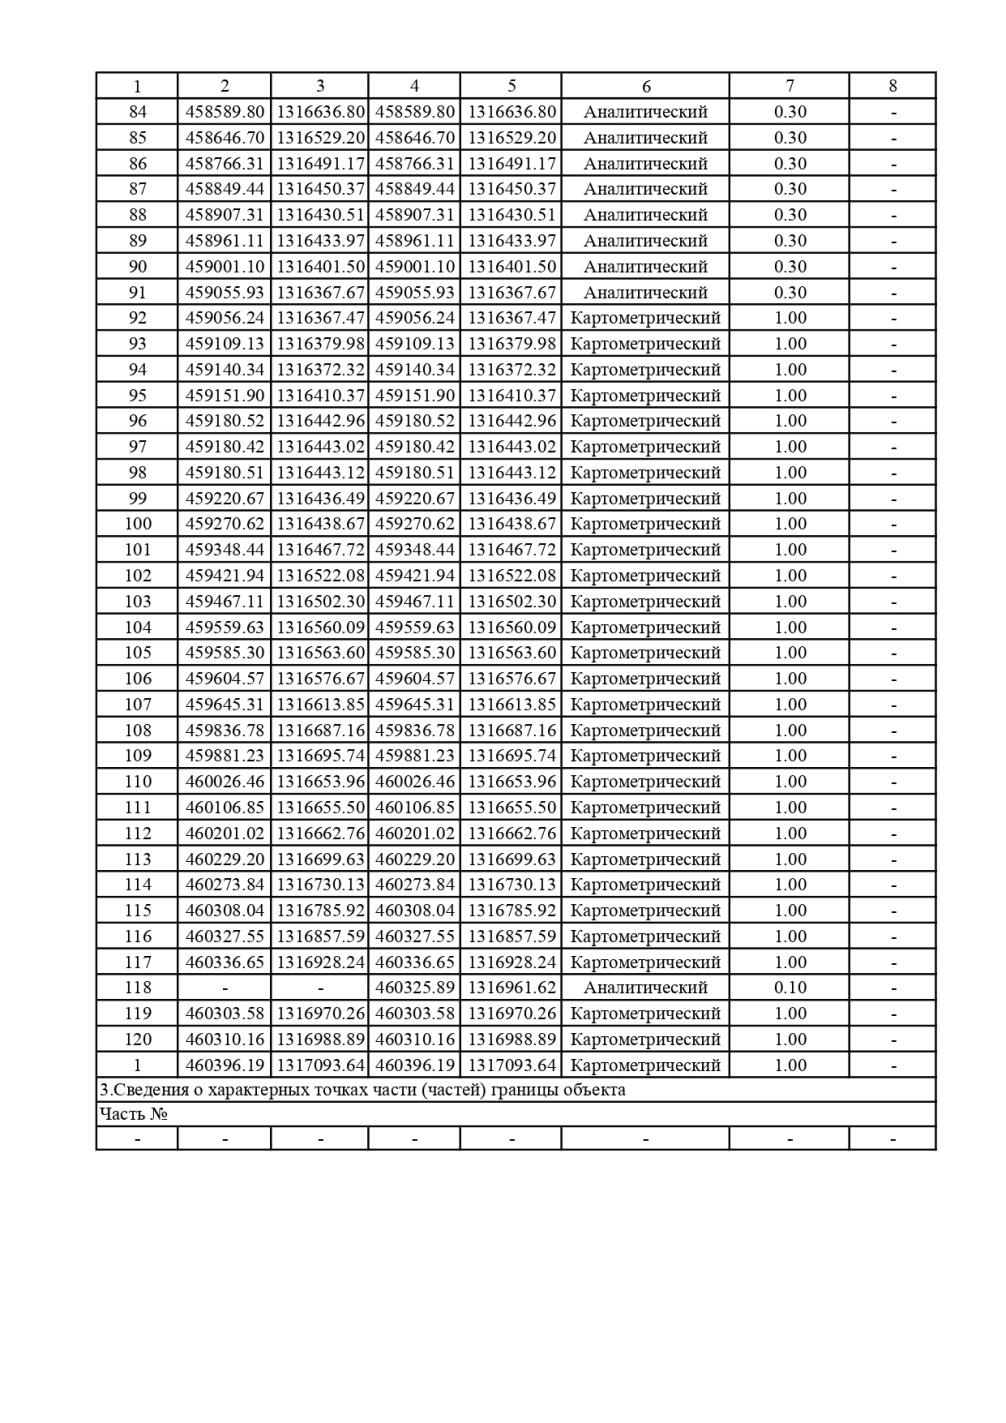 1 2 3 4 5 6 7 8
84 458589.80 1316636.80 458589.80 1316636.80 Аналитический 0.30 -
85 458646.70 1316529.20 458646.70 1316529.20 Аналитический 0.30 -
86 458766.31 1316491.17 458766.31 1316491.17 Аналитический 0.30 -
87 458849.44 1316450.37 458849.44 1316450.37 Аналитический 0.30 -
88 458907.31 1316430.51 458907.31 1316430.51 Аналитический 0.30 -
89 458961.11 1316433.97 458961.11 1316433.97 Аналитический 0.30 -
90 459001.10 1316401.50 459001.10 1316401.50 Аналитический 0.30 -
91 459055.93 1316367.67 459055.93 1316367.67 Аналитический 0.30 -
92 459056.24 1316367.47 459056.24 1316367.47 Картометрический 1.00 -
93 459109.13 1316379.98 459109.13 1316379.98 Картометрический 1.00 -
94 459140.34 1316372.32 459140.34 1316372.32 Картометрический 1.00 -
95 459151.90 1316410.37 459151.90 1316410.37 Картометрический 1.00 -
96 459180.52 1316442.96 459180.52 1316442.96 Картометрический 1.00 -
97 459180.42 1316443.02 459180.42 1316443.02 Картометрический 1.00 -
98 459180.51 1316443.12 459180.51 1316443.12 Картометрический 1.00 -
99 459220.67 1316436.49 459220.67 1316436.49 Картометрический 1.00 -
100 459270.62 1316438.67 459270.62 1316438.67 Картометрический 1.00 -
101 459348.44 1316467.72 459348.44 1316467.72 Картометрический 1.00 -
102 459421.94 1316522.08 459421.94 1316522.08 Картометрический 1.00 -
103 459467.11 1316502.30 459467.11 1316502.30 Картометрический 1.00 -
104 459559.63 1316560.09 459559.63 1316560.09 Картометрический 1.00 -
105 459585.30 1316563.60 459585.30 1316563.60 Картометрический 1.00 -
106 459604.57 1316576.67 459604.57 1316576.67 Картометрический 1.00 -
107 459645.31 1316613.85 459645.31 1316613.85 Картометрический 1.00 -
108 459836.78 1316687.16 459836.78 1316687.16 Картометрический 1.00 -
109 459881.23 1316695.74 459881.23 1316695.74 Картометрический 1.00 -
110 460026.46 1316653.96 460026.46 1316653.96 Картометрический 1.00 -
111 460106.85 1316655.50 460106.85 1316655.50 Картометрический 1.00 -
112 460201.02 1316662.76 460201.02 1316662.76 Картометрический 1.00 -
113 460229.20 1316699.63 460229.20 1316699.63 Картометрический 1.00 -
114 460273.84 1316730.13 460273.84 1316730.13 Картометрический 1.00 -
115 460308.04 1316785.92 460308.04 1316785.92 Картометрический 1.00 -
116 460327.55 1316857.59 460327.55 1316857.59 Картометрический 1.00 -
117 460336.65 1316928.24 460336.65 1316928.24 Картометрический 1.00 -
118 - - 460325.89 1316961.62 Аналитический 0.10 -
119 460303.58 1316970.26 460303.58 1316970.26 Картометрический 1.00 -
120 460310.16 1316988.89 460310.16 1316988.89 Картометрический 1.00 -
1 460396.19 1317093.64 460396.19 1317093.64 Картометрический 1.00 -
3.Сведения о характерных точках части (частей) границы объекта
Часть №
- - - - - - - -